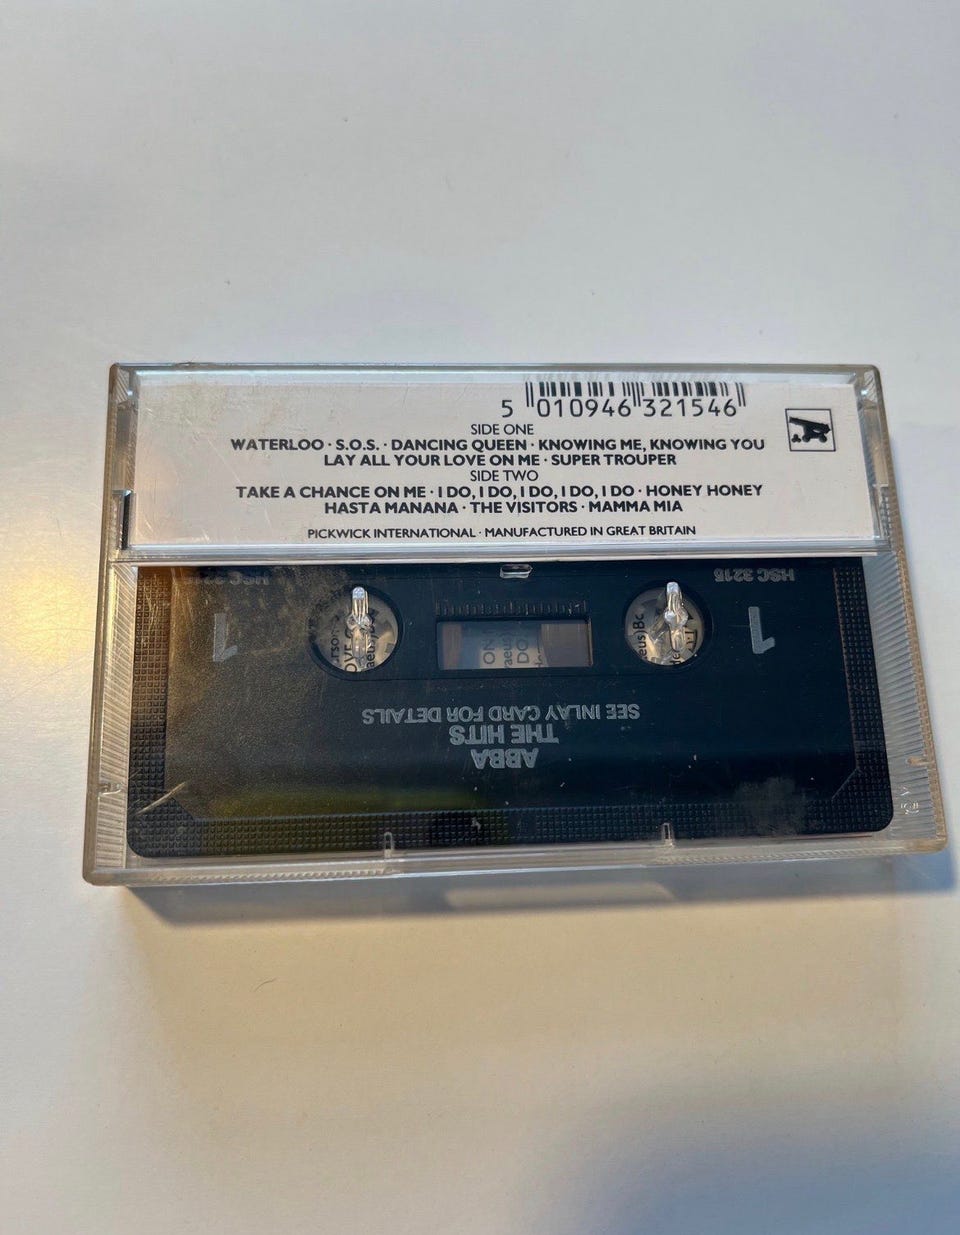 5 010946 321546
SIDE ONE
WATERLOO · S.O.S. · DANCING QUEEN · KNOWING ME, KNOWING YOU
LAY ALL YOUR LOVE ON ME · SUPER TROUPER
SIDE TWO
TAKE A CHANCE ON ME · I DO, I DO, I DO, I DO, I DO · HONEY HONEY
HASTA MANANA · THE VISITORS · MAMMA MIA
PICKWICK INTERNATIONAL · MANUFACTURED IN GREAT BRITAIN
ABBA
THE HITS
SEE INLAY CARD FOR DETAILS
1
1
HSC 3215
HSC 3215